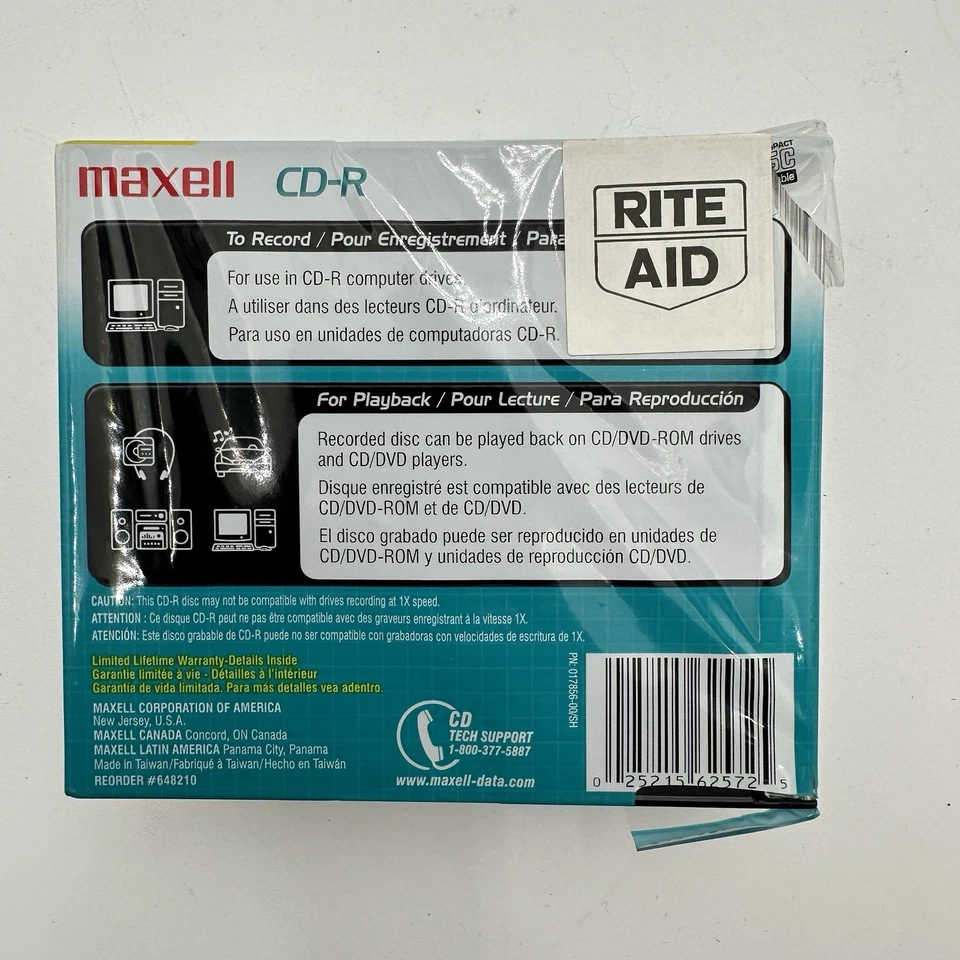 maxell CD-R
RITE
AID
To Record / Pour Enregistrement / Para
For use in CD-R computer drives.
A utiliser dans des lecteurs CD-R d'ordinateur.
Para uso en unidades de computadoras CD-R.
For Playback / Pour Lecture / Para Reproducción
Recorded disc can be played back on CD/DVD-ROM drives
and CD/DVD players.
Disque enregistré est compatible avec des lecteurs de
CD/DVD-ROM et de CD/DVD.
El disco grabado puede ser reproducido en unidades de
CD/DVD-ROM y unidades de reproducción CD/DVD.
CAUTION: This CD-R disc may not be compatible with drives recording at 1X speed.
ATTENTION : Ce disque CD-R peut ne pas être compatible avec des graveurs enregistrant à la vitesse 1X.
ATENCIÓN: Este disco grabable de CD-R puede no ser compatible con grabadoras con velocidades de escritura de 1X.
Limited Lifetime Warranty-Details Inside
Garantie limitée à vie - Détailles à l'intérieur
Garantia de vida limitada. Para más detalles vea adentro.
MAXELL CORPORATION OF AMERICA
New Jersey, U.S.A.
MAXELL CANADA Concord, ON Canada
MAXELL LATIN AMERICA Panama City, Panama
Made in Taiwan/Fabriqué à Taiwan/Hecho en Taiwán
REORDER #648210
CD
TECH SUPPORT
1-800-377-5887
www.maxell-data.com
PN: 017856-00/SH
0 25215 62572 5